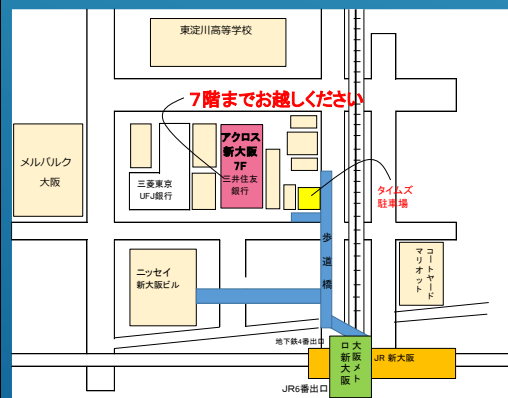 東淀川高等学校
７階までお越しください
アクロス
新大阪
7F
三井住友
銀行
メルパルク
大阪
三菱東京
UFJ銀行
タイムズ
駐車場
歩道橋
ニッセイ
新大阪ビル
コートヤード
マリオット
地下鉄4番出口
大阪メト
ロ新大阪
JR 新大阪
JR6番出口